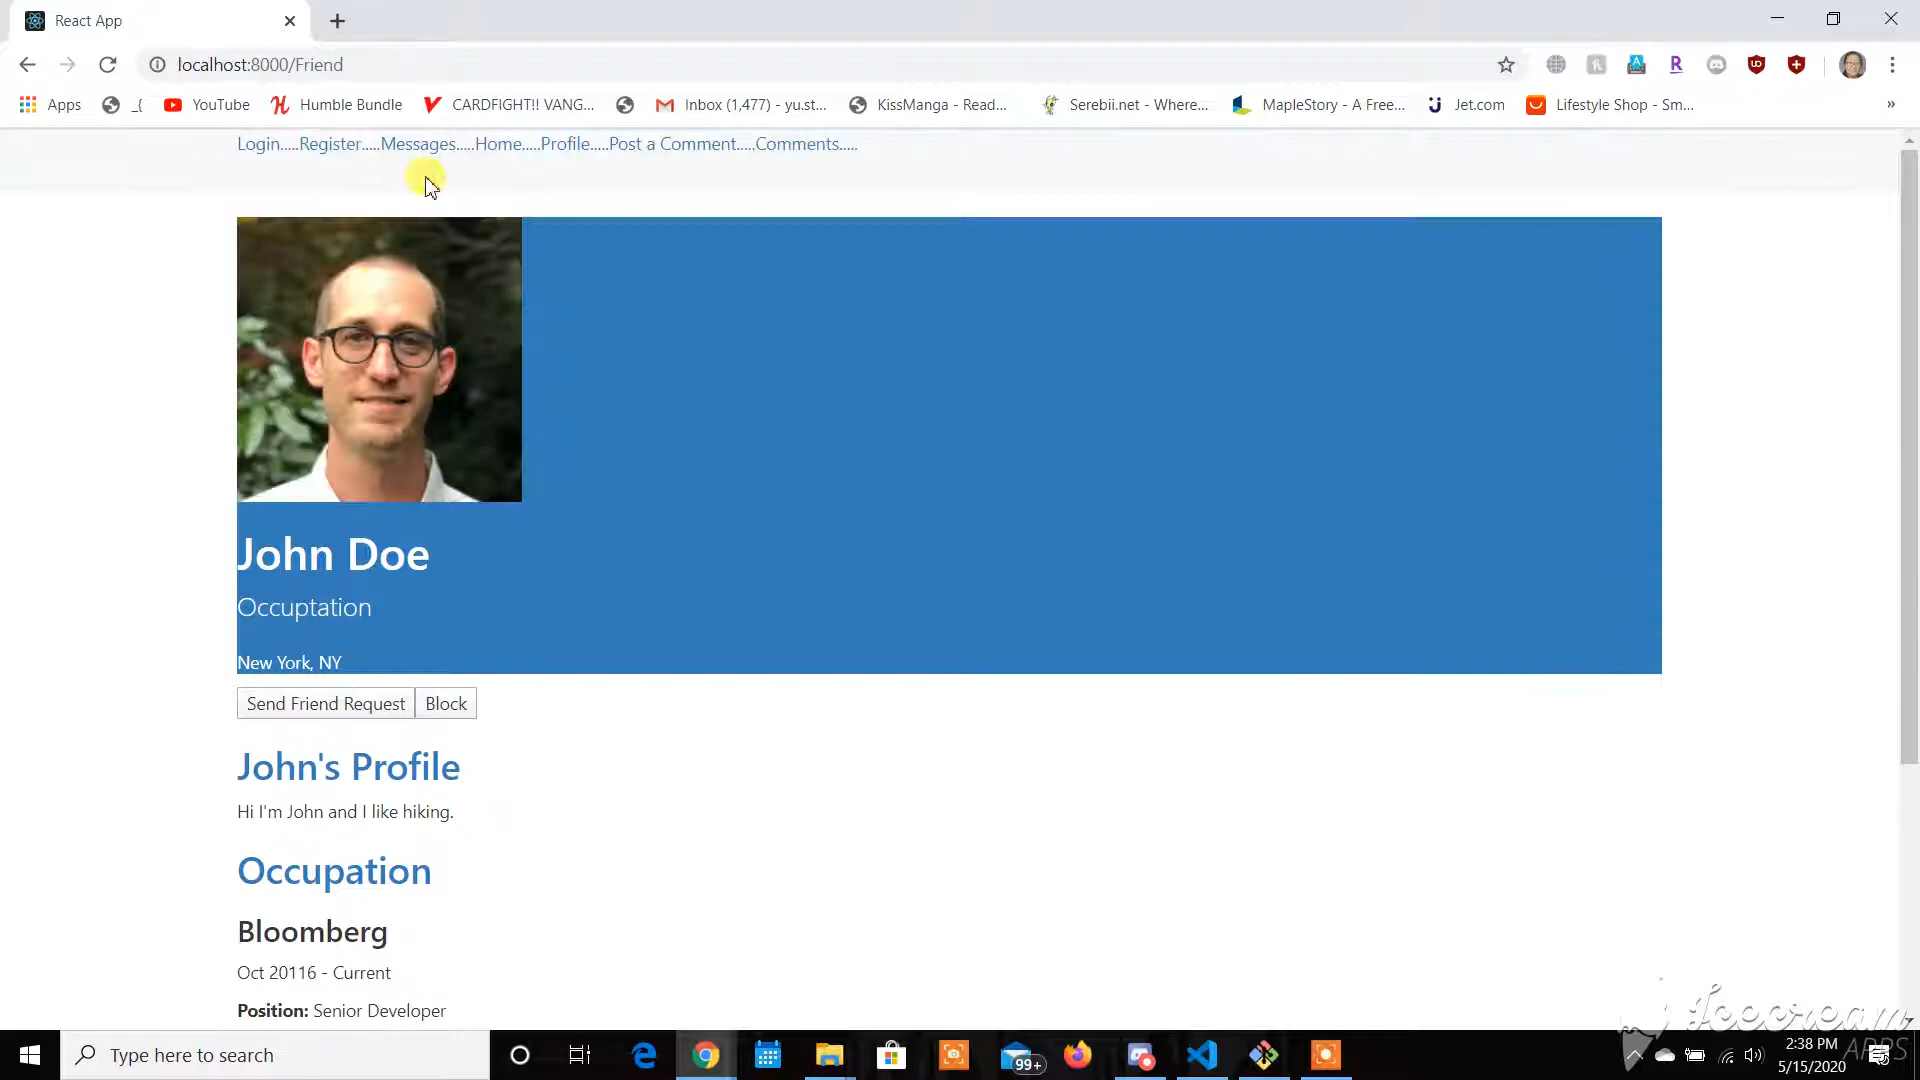 React App
localhost:8000/Friend
Apps _{ YouTube Humble Bundle CARDFIGHT!! VANG... Inbox (1,477) - yu.st... KissManga - Read... Serebii.net - Where... MapleStory - A Free... Jet.com Lifestyle Shop - Sm... »
Login.....Register.....Messages.....Home.....Profile.....Post a Comment.....Comments.....
John Doe
Occuptation
New York, NY
Send Friend Request Block
John's Profile
Hi I'm John and I like hiking.
Occupation
Bloomberg
Oct 20116 - Current
Position: Senior Developer
Icecream
APPS
Type here to search
99+
2:38 PM
5/15/2020